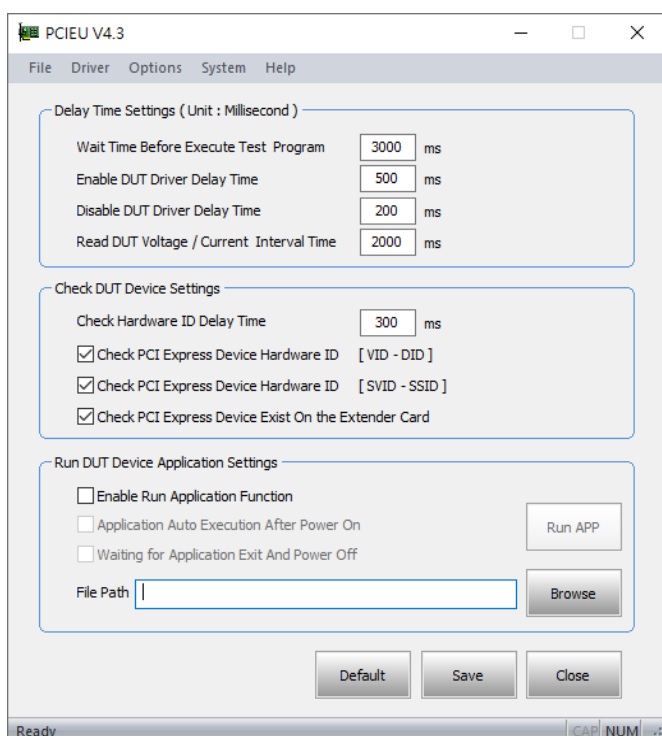 PCIEU V4.3
File Driver Options System Help
Delay Time Settings ( Unit : Millisecond )
Wait Time Before Execute Test Program 3000 ms
Enable DUT Driver Delay Time 500 ms
Disable DUT Driver Delay Time 200 ms
Read DUT Voltage / Current Interval Time 2000 ms
Check DUT Device Settings
Check Hardware ID Delay Time 300 ms
Check PCI Express Device Hardware ID [ VID - DID ]
Check PCI Express Device Hardware ID [ SVID - SSID ]
Check PCI Express Device Exist On the Extender Card
Run DUT Device Application Settings
Enable Run Application Function
Application Auto Execution After Power On
Run APP
Waiting for Application Exit And Power Off
File Path Browse
Default Save Close
Ready CAP NUM